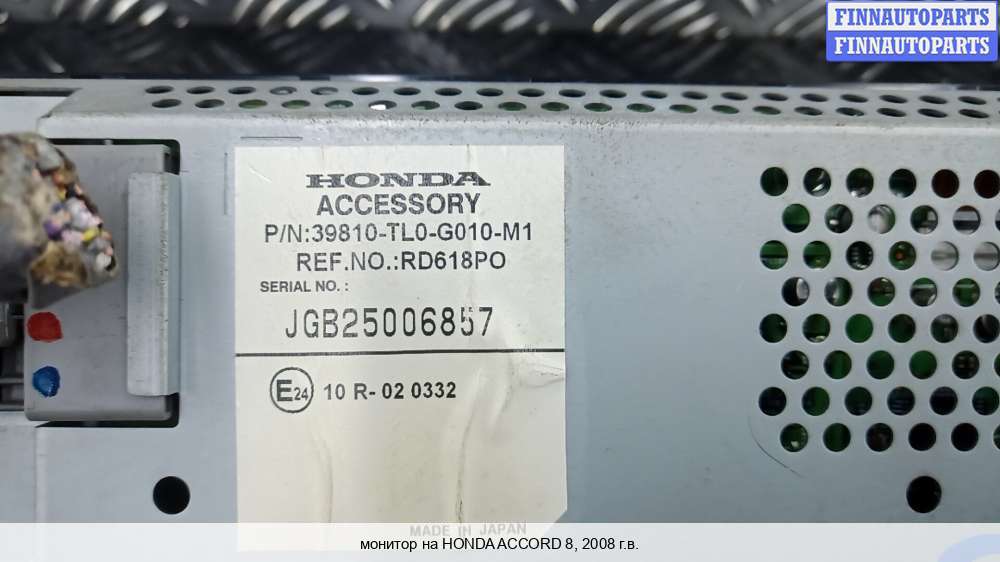 FINNAUTOPARTS
FINNAUTOPARTS
HONDA
ACCESSORY
P/N:39810-TL0-G010-M1
REF.NO.:RD618PO
SERIAL NO. :
JGB25006857
E24 10 R- 02 0332
MADE IN JAPAN
монитор на HONDA ACCORD 8, 2008 г.в.